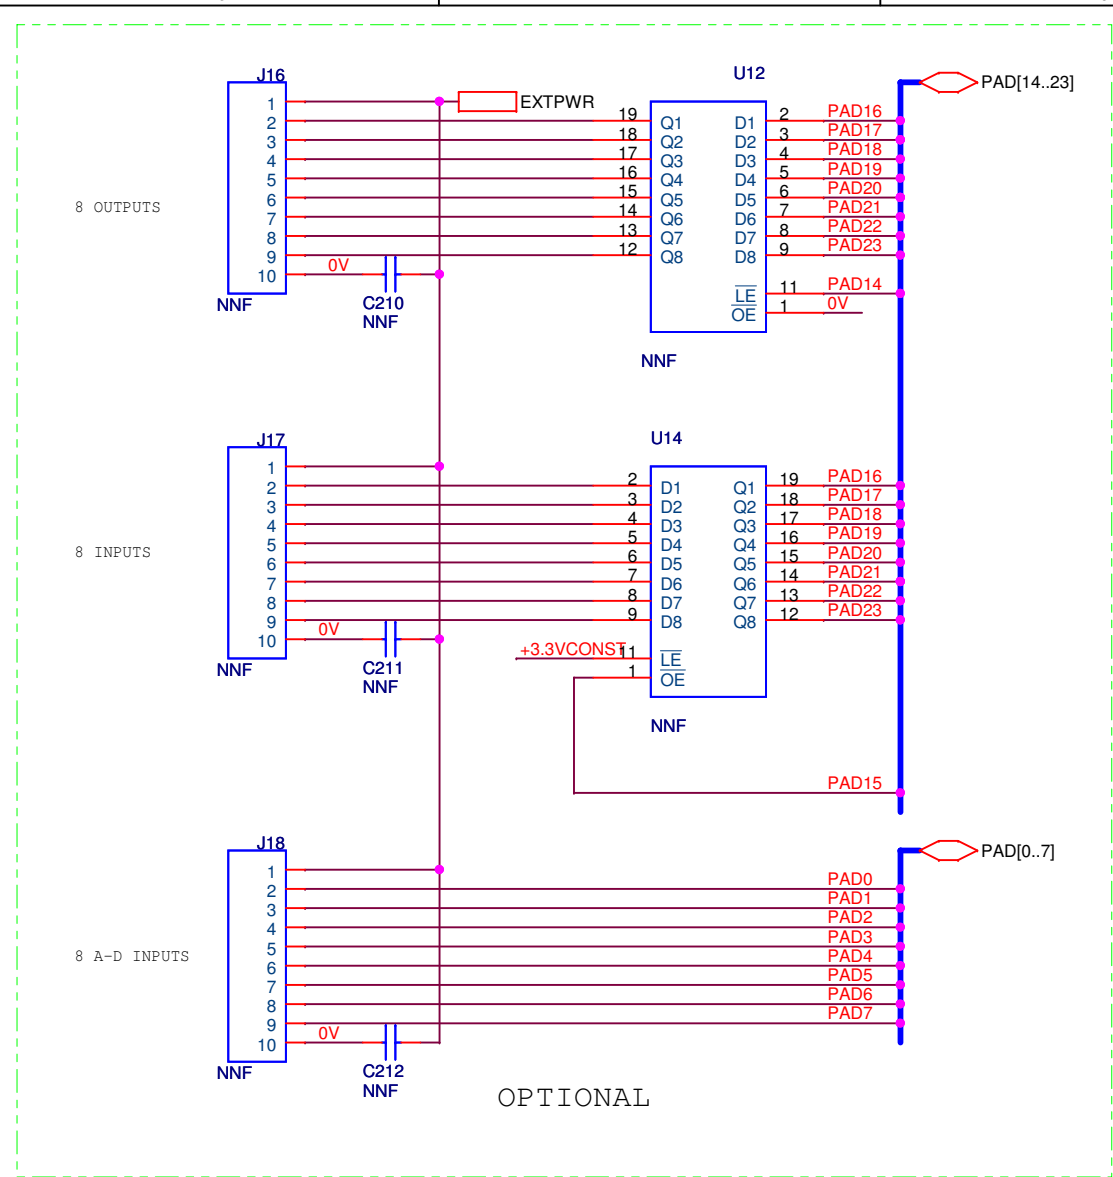 J16
U12
PAD[14..23]
1
EXTPWR
2 19 Q1 D1 2 PAD16
3 18 Q2 D2 3 PAD17
4 17 Q3 D3 4 PAD18
5 16 Q4 D4 5 PAD19
6 15 Q5 D5 6 PAD20
8 OUTPUTS
7 14 Q6 D6 7 PAD21
8 13 Q7 D7 8 PAD22
9 12 Q8 D8 9 PAD23
10 0V
LE 11 PAD14
OE 1 0V
NNF
C210
NNF
NNF
J17
U14
1
2 2 D1 Q1 19 PAD16
3 3 D2 Q2 18 PAD17
4 4 D3 Q3 17 PAD18
5 5 D4 Q4 16 PAD19
8 INPUTS
6 6 D5 Q5 15 PAD20
7 7 D6 Q6 14 PAD21
8 8 D7 Q7 13 PAD22
9 9 D8 Q8 12 PAD23
10 0V
+3.3VCONST 11 LE
1 OE
NNF
C211
NNF
NNF
PAD15
J18
PAD[0..7]
1
2 PAD0
3 PAD1
4 PAD2
5 PAD3
8 A-D INPUTS
6 PAD4
7 PAD5
8 PAD6
9 PAD7
10 0V
NNF
C212
NNF
OPTIONAL